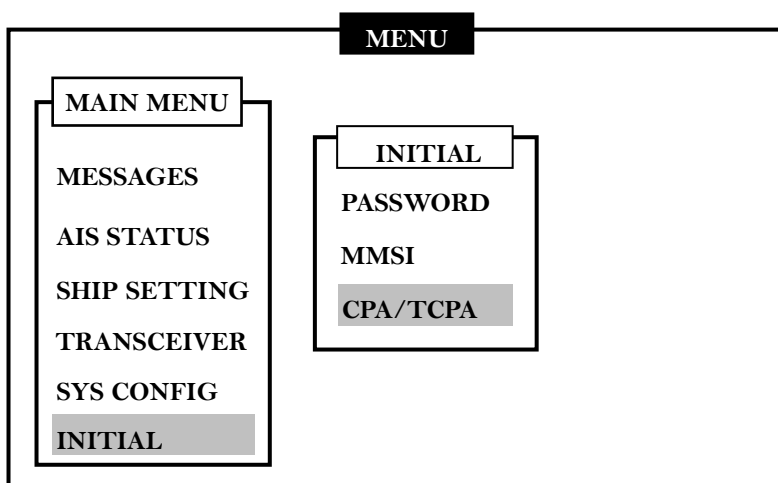 MENU
MAIN MENU
MESSAGES
AIS STATUS
SHIP SETTING
TRANSCEIVER
SYS CONFIG
INITIAL
INITIAL
PASSWORD
MMSI
CPA/TCPA